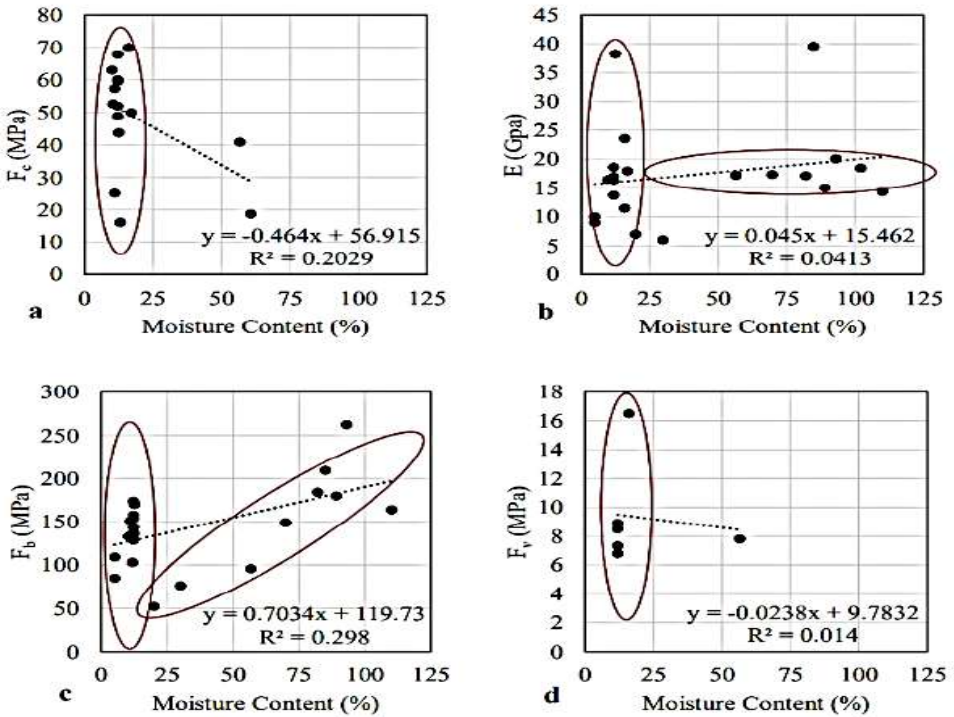 80
70
60
50
40
30
20
10
0
F_c (MPa)
y = -0.464x + 56.915
R² = 0.2029
0 25 50 75 100 125
a Moisture Content (%)
45
40
35
30
25
20
15
10
5
0
E (Gpa)
y = 0.045x + 15.462
R² = 0.0413
0 25 50 75 100 125
b Moisture Content (%)
300
250
200
150
100
50
0
F_b (MPa)
y = 0.7034x + 119.73
R² = 0.298
0 25 50 75 100 125
c Moisture Content (%)
18
16
14
12
10
8
6
4
2
0
F_v (MPa)
y = -0.0238x + 9.7832
R² = 0.014
0 25 50 75 100 125
d Moisture Content (%)